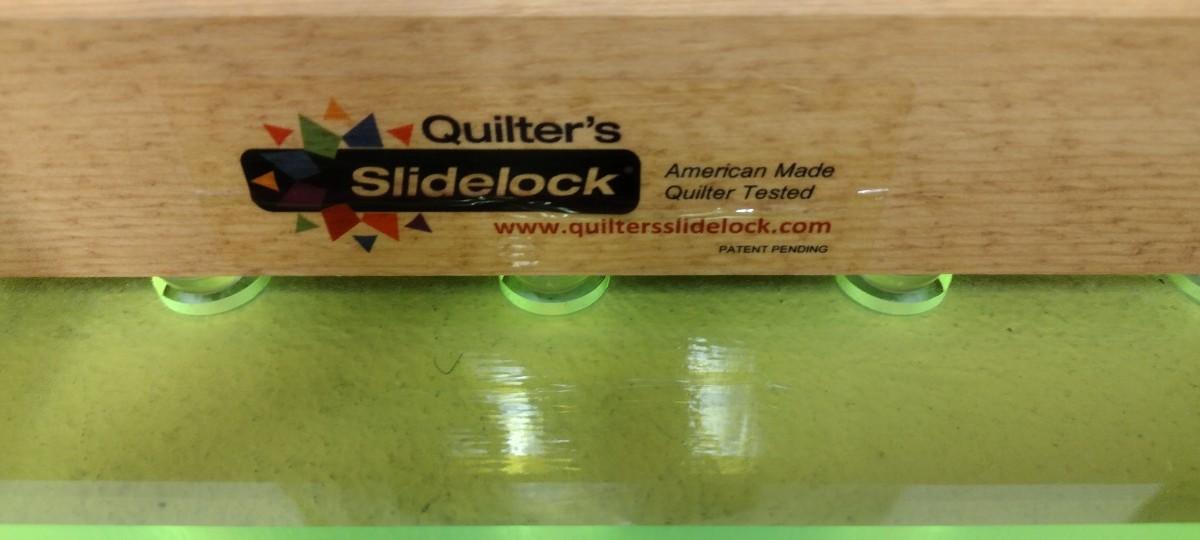 Quilter's
Slidelock
American Made
Quilter Tested
www.quiltersslidelock.com
PATENT PENDING